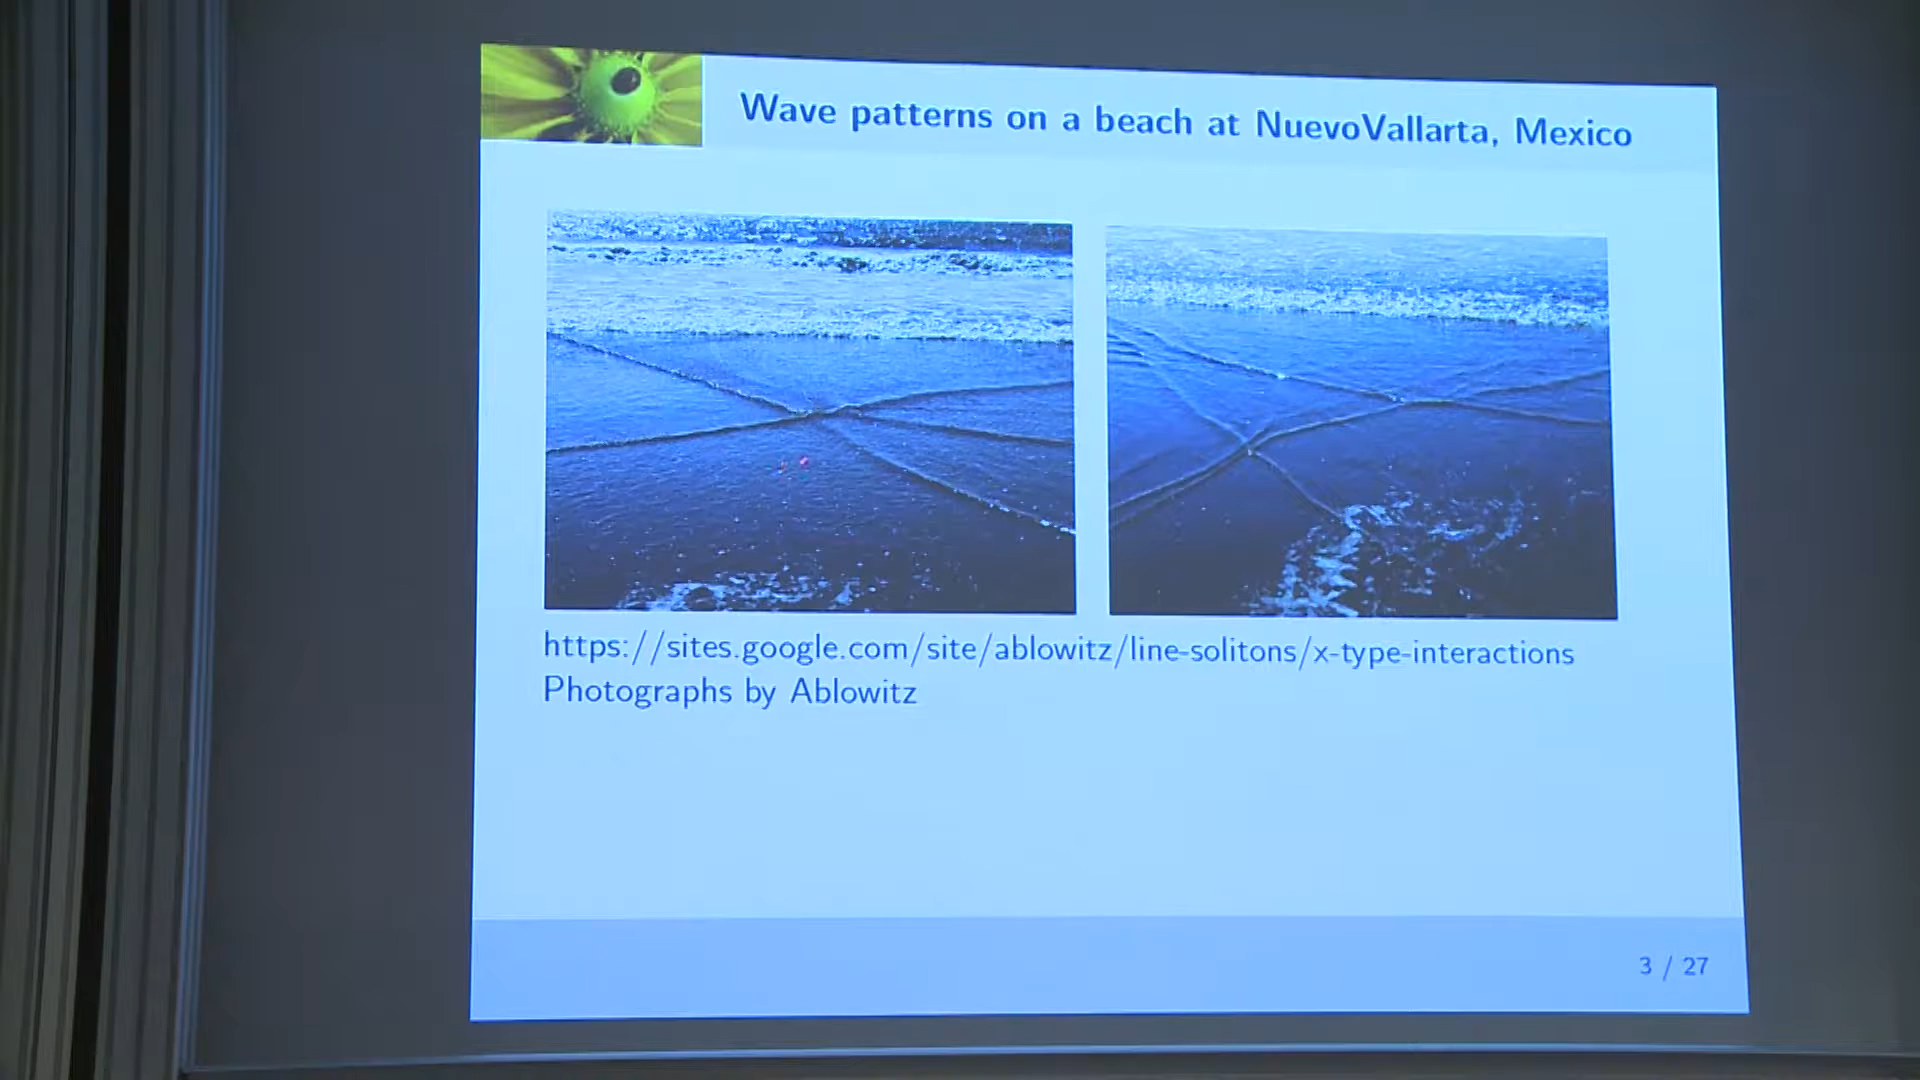 Wave patterns on a beach at NuevoVallarta, Mexico
https://sites.google.com/site/ablowitz/line-solitons/x-type-interactions
Photographs by Ablowitz
3 / 27